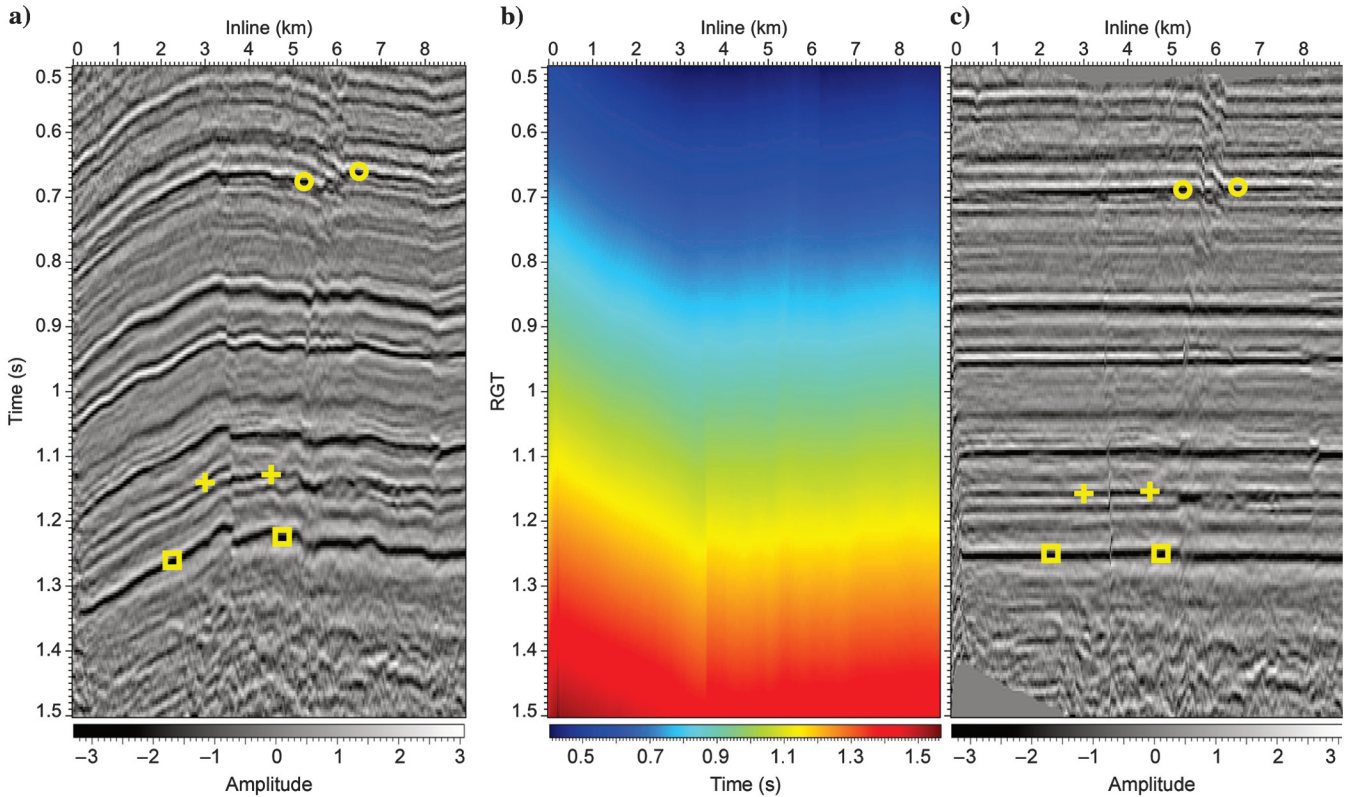 a)
Inline (km)
0 1 2 3 4 5 6 7 8
0.5
0.6
0.7
0.8
0.9
1
1.1
1.2
1.3
1.4
1.5
Time (s)
−3 −2 −1 0 1 2 3
Amplitude
b)
Inline (km)
0 1 2 3 4 5 6 7 8
RGT
0.5 0.7 0.9 1.1 1.3 1.5
Time (s)
c)
Inline (km)
0 1 2 3 4 5 6 7 8
0.5
0.6
0.7
0.8
0.9
1
1.1
1.2
1.3
1.4
1.5
−3 −2 −1 0 1 2 3
Amplitude